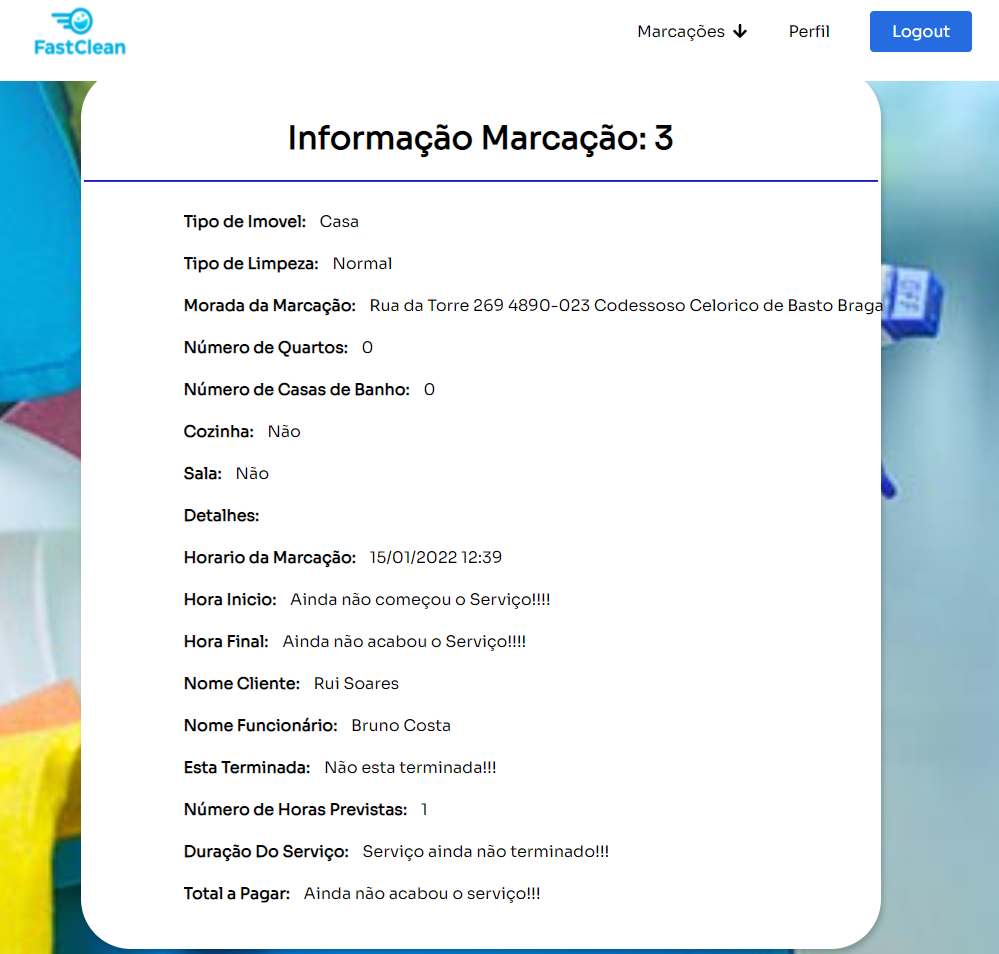 FastClean
Marcações
Perfil
Logout
Informação Marcação: 3
Tipo de Imovel: Casa
Tipo de Limpeza: Normal
Morada da Marcação: Rua da Torre 269 4890-023 Codessoso Celorico de Basto Braga
Número de Quartos: 0
Número de Casas de Banho: 0
Cozinha: Não
Sala: Não
Detalhes:
Horario da Marcação: 15/01/2022 12:39
Hora Inicio: Ainda não começou o Serviço!!!!
Hora Final: Ainda não acabou o Serviço!!!!
Nome Cliente: Rui Soares
Nome Funcionário: Bruno Costa
Esta Terminada: Não esta terminada!!!
Número de Horas Previstas: 1
Duração Do Serviço: Serviço ainda não terminado!!!
Total a Pagar: Ainda não acabou o serviço!!!